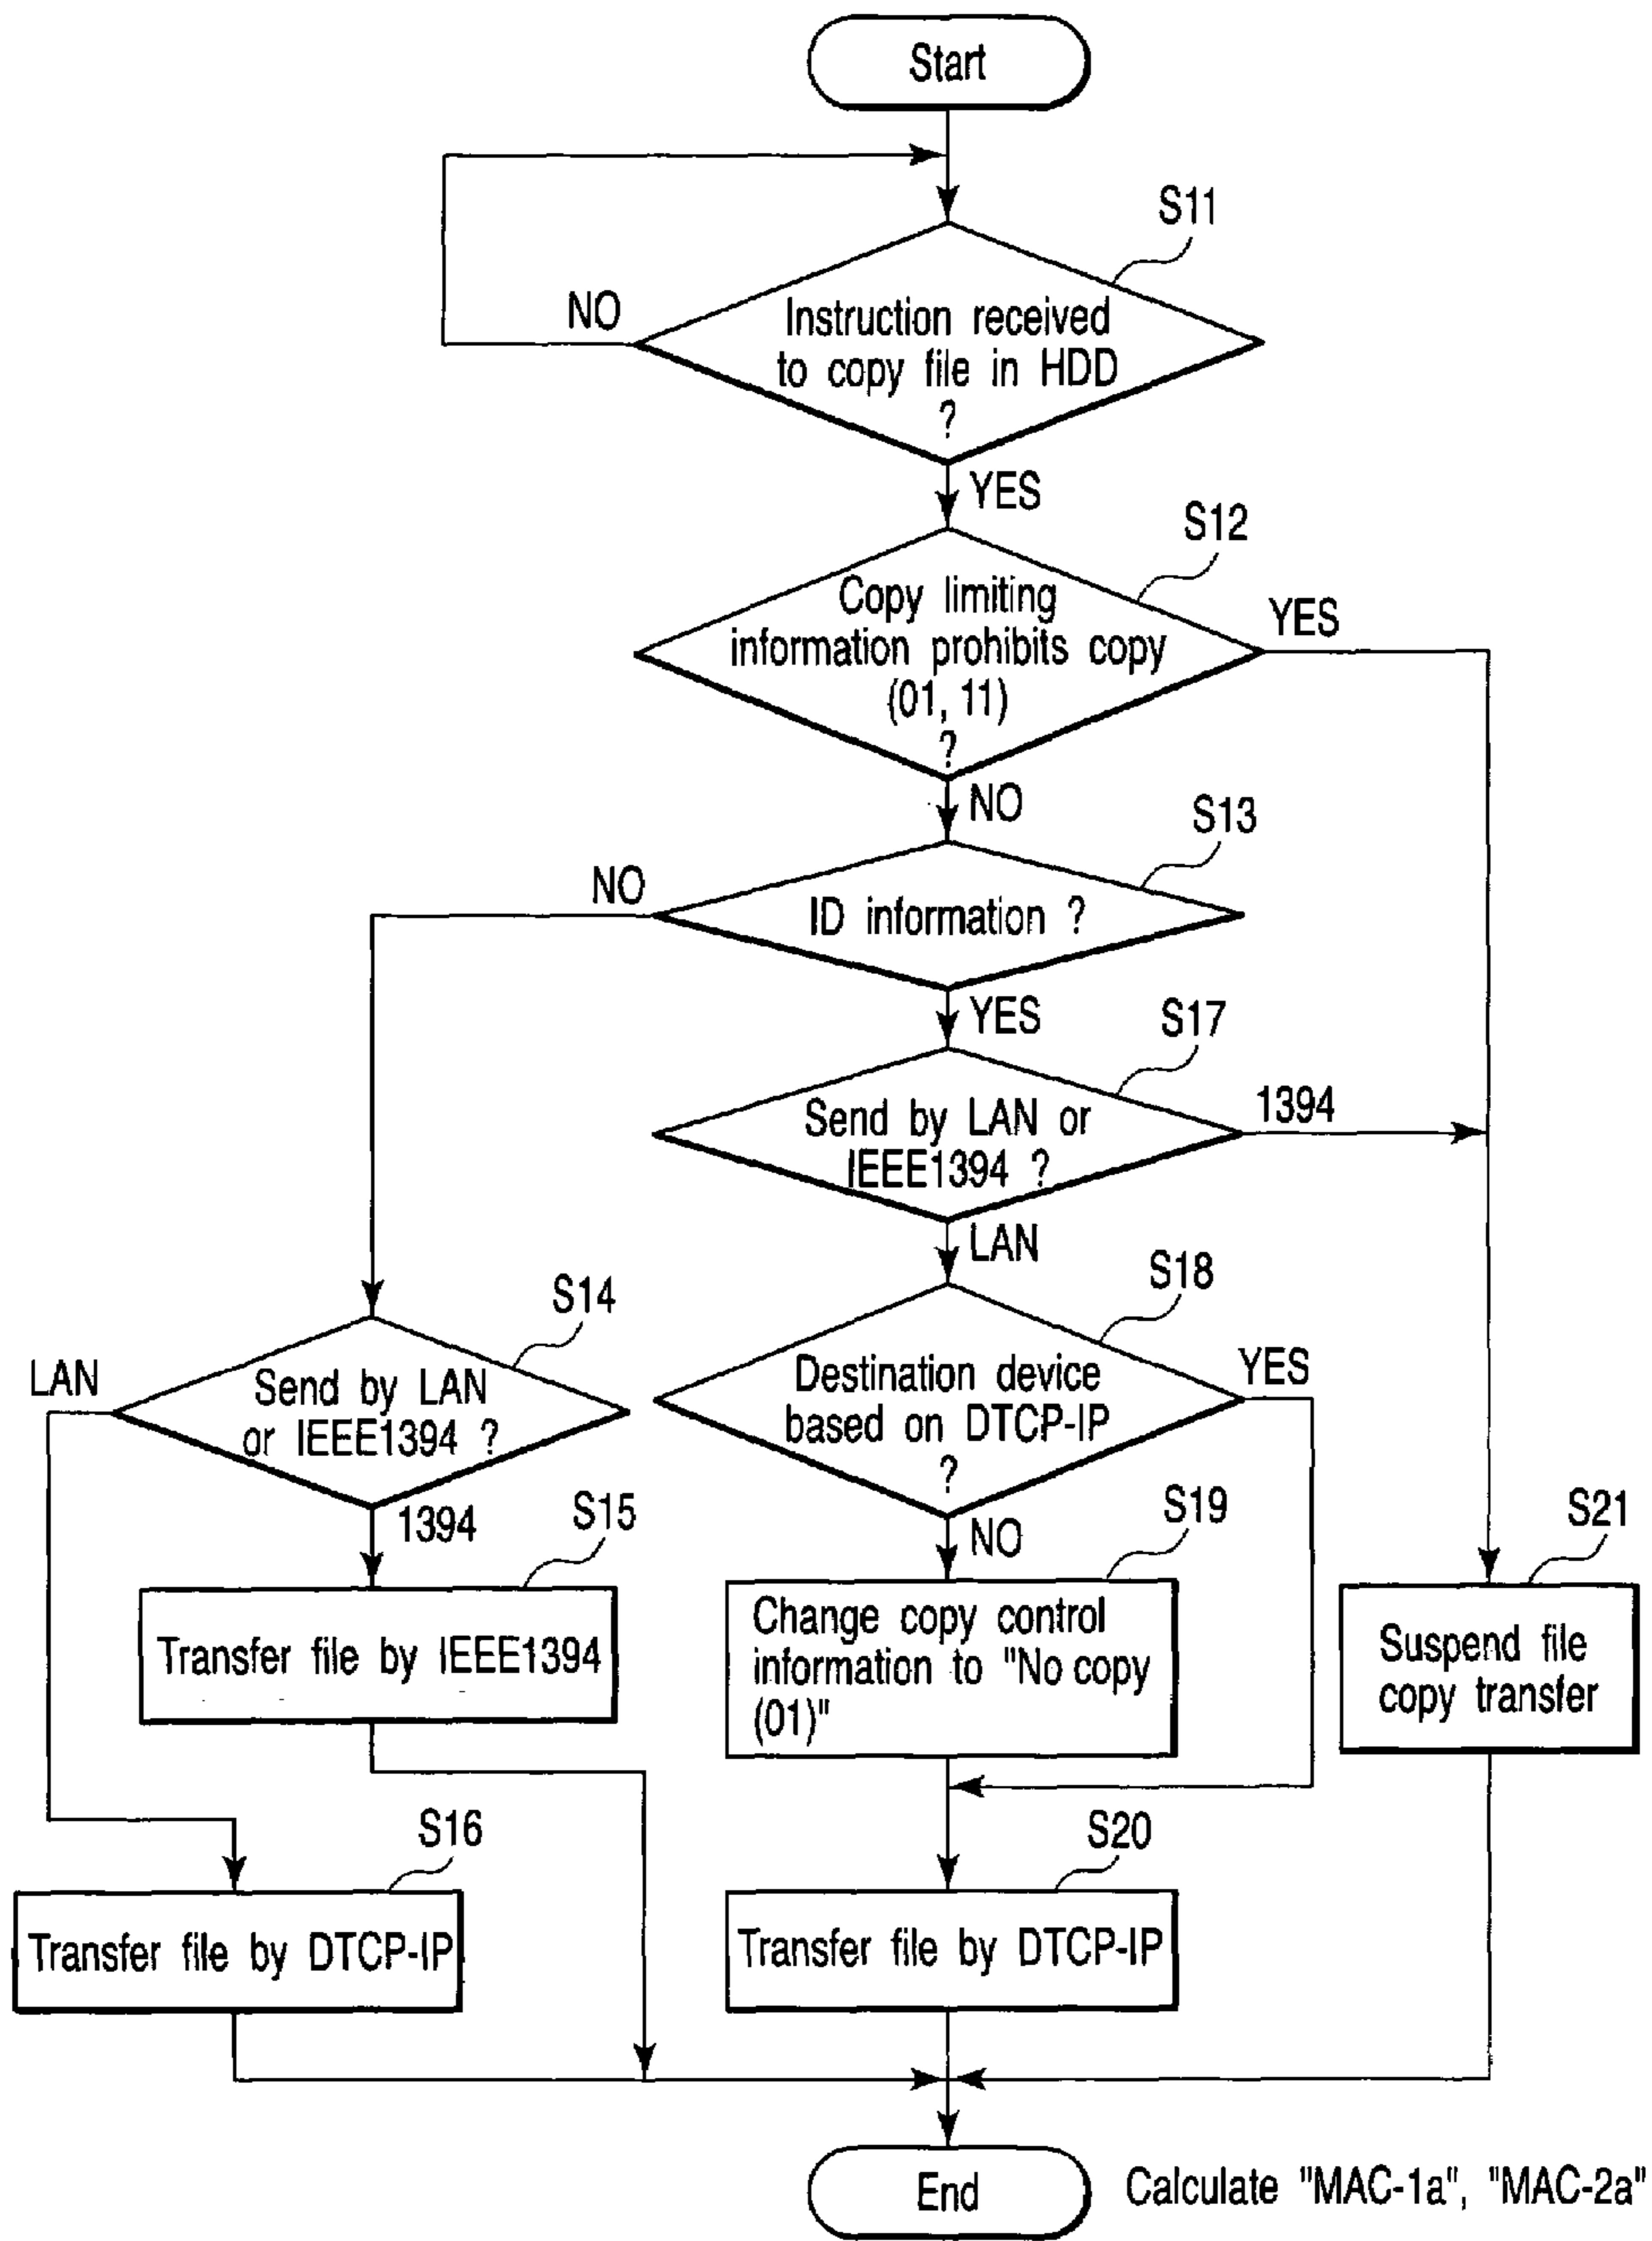 Start
S11
NO
Instruction received
to copy file in HDD
?
YES
S12
Copy limiting
information prohibits copy
(01, 11)
?
YES
NO
S13
NO
ID information ?
YES
S17
Send by LAN or
IEEE1394 ?
1394
LAN
S14
LAN
Send by LAN
or IEEE1394 ?
1394
S18
Destination device
based on DTCP-IP
?
YES
NO
S15
Transfer file by IEEE1394
S19
Change copy control
information to "No copy
(01)"
S21
Suspend file
copy transfer
S16
Transfer file by DTCP-IP
S20
Transfer file by DTCP-IP
End
Calculate "MAC-1a", "MAC-2a"